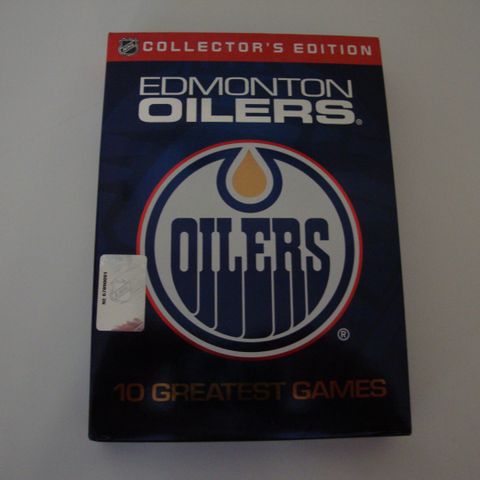 COLLECTOR'S EDITION
EDMONTON
OILERS®
OILERS
®
10 GREATEST GAMES